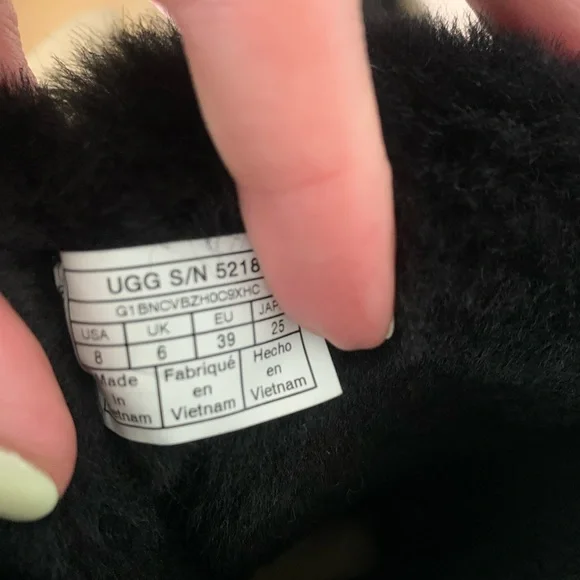 UGG S/N 5218
G1BNCVBZH0C9XHC
USA UK EU JAP
8 6 39 25
Made in Vietnam
Fabriqué en Vietnam
Hecho en Vietnam